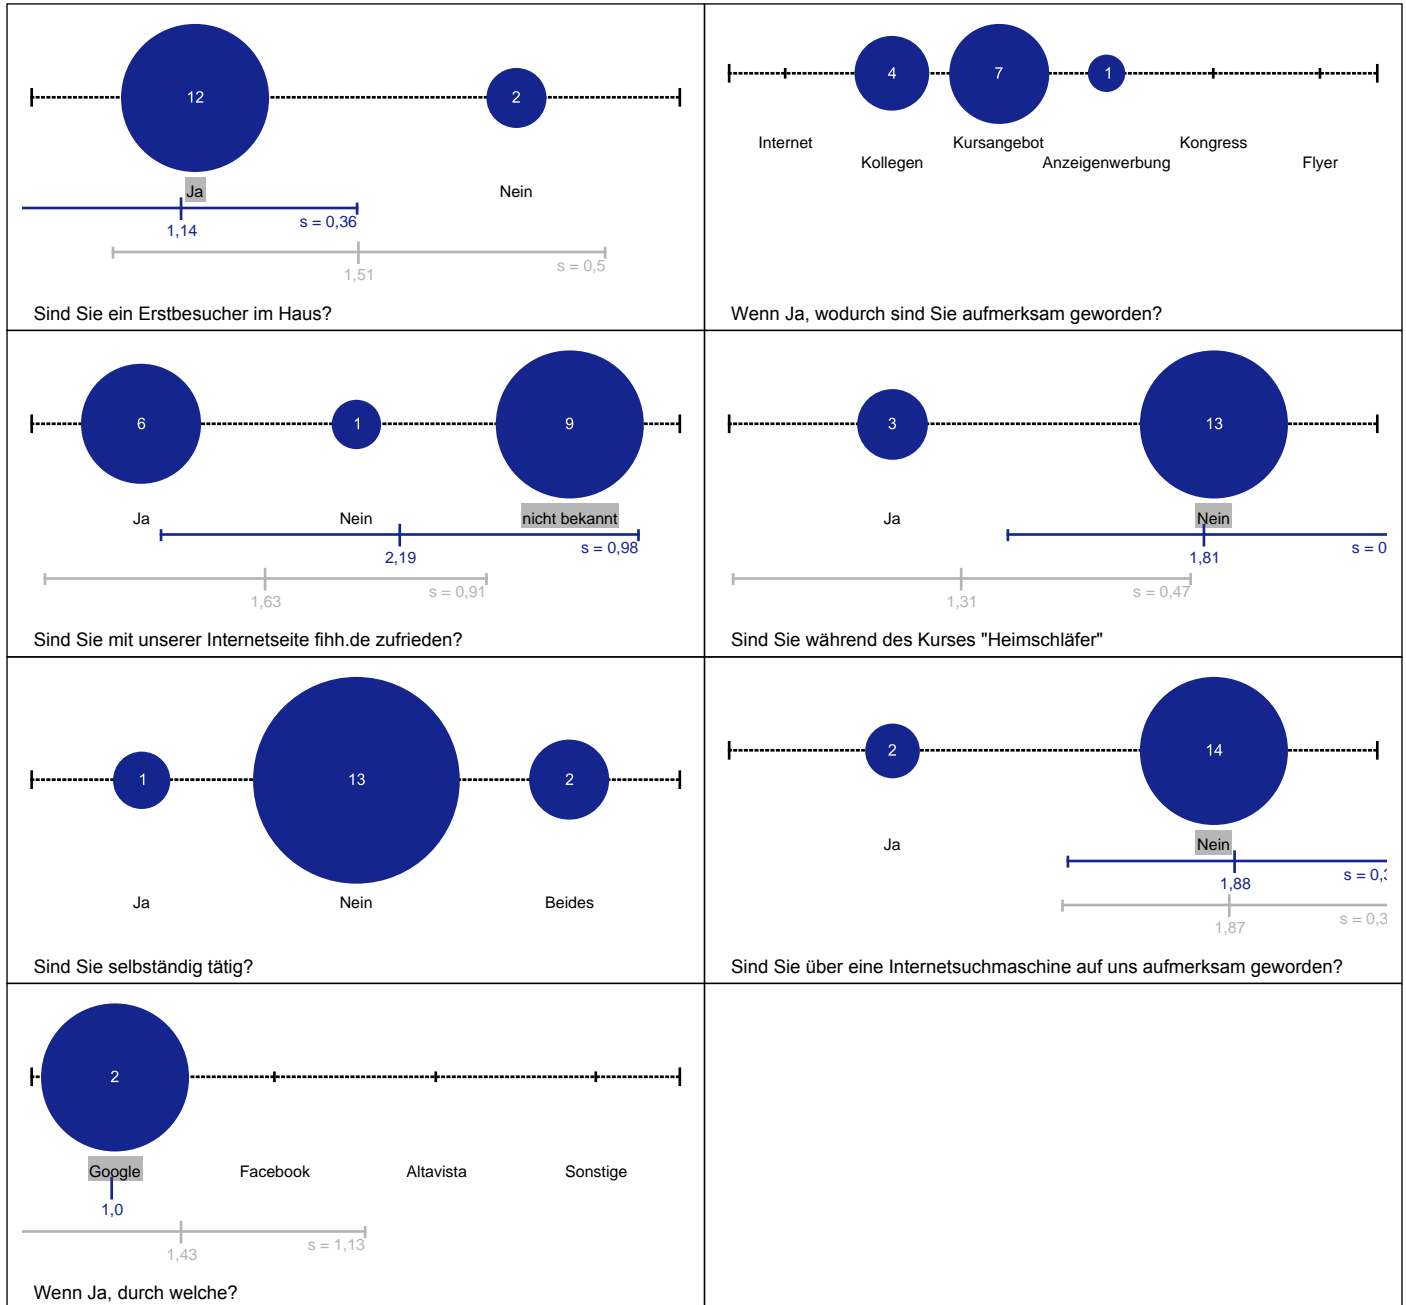 12
2
Ja
Nein
1,14
s = 0,36
1,51
s = 0,5
Sind Sie ein Erstbesucher im Haus?
4
7
1
Internet
Kollegen
Kursangebot
Anzeigenwerbung
Kongress
Flyer
Wenn Ja, wodurch sind Sie aufmerksam geworden?
6
1
9
Ja
Nein
nicht bekannt
2,19
s = 0,98
1,63
s = 0,91
Sind Sie mit unserer Internetseite fihh.de zufrieden?
3
13
Ja
Nein
1,81
s = 0
1,31
s = 0,47
Sind Sie während des Kurses "Heimschläfer"
1
13
2
Ja
Nein
Beides
Sind Sie selbständig tätig?
2
14
Ja
Nein
1,88
s = 0,3
1,87
s = 0,3
Sind Sie über eine Internetsuchmaschine auf uns aufmerksam geworden?
2
Google
Facebook
Altavista
Sonstige
1,0
1,43
s = 1,13
Wenn Ja, durch welche?